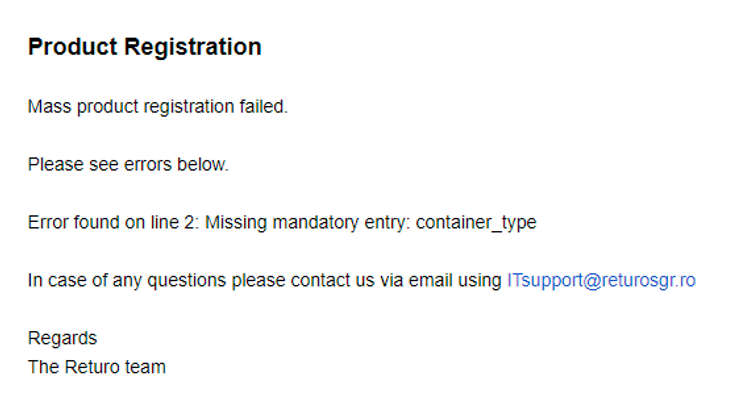 Product Registration
Mass product registration failed.
Please see errors below.
Error found on line 2: Missing mandatory entry: container_type
In case of any questions please contact us via email using ITsupport@returosgr.ro
Regards
The Returo team